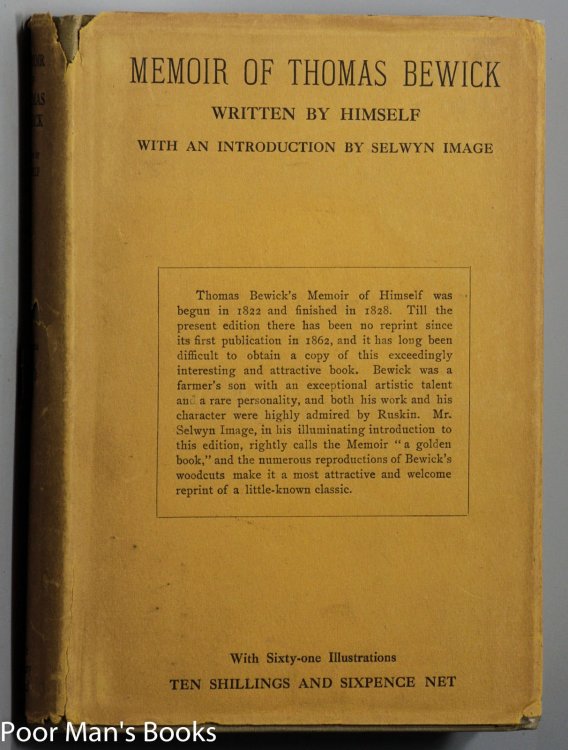 MEMOIR OF THOMAS BEWICK
WRITTEN BY HIMSELF
WITH AN INTRODUCTION BY SELWYN IMAGE
Thomas Bewick's Memoir of Himself was
begun in 1822 and finished in 1828. Till the
present edition there has been no reprint since
its first publication in 1862, and it has long been
difficult to obtain a copy of this exceedingly
interesting and attractive book. Bewick was a
farmer's son with an exceptional artistic talent
and a rare personality, and both his work and his
character were highly admired by Ruskin. Mr.
Selwyn Image, in his illuminating introduction to
this edition, rightly calls the Memoir "a golden
book," and the numerous reproductions of Bewick's
woodcuts make it a most attractive and welcome
reprint of a little-known classic.
With Sixty-one Illustrations
TEN SHILLINGS AND SIXPENCE NET
Poor Man's Books